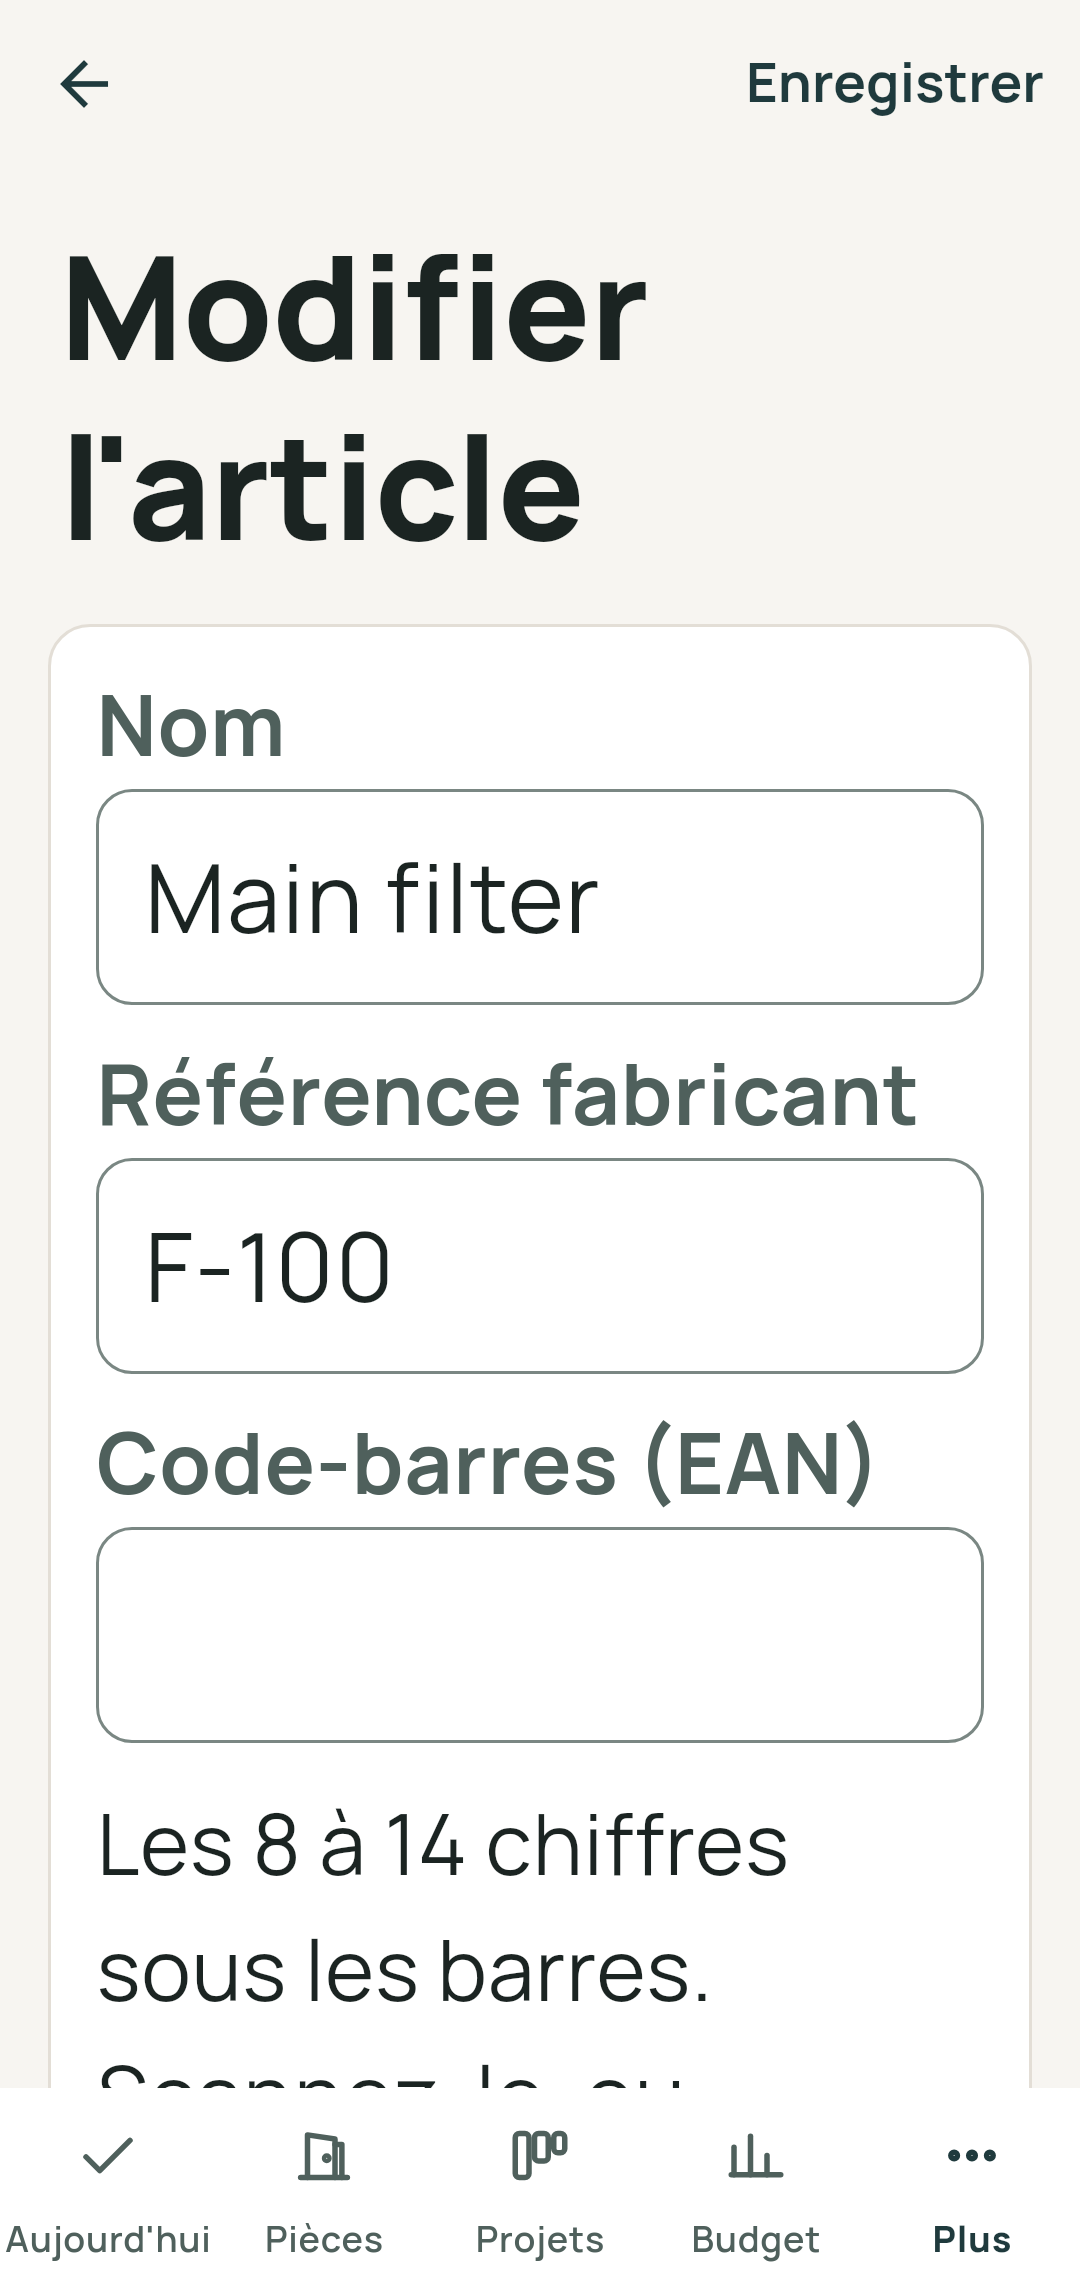 Enregistrer
Modifier
l'article
Nom
Main filter
Référence fabricant
F-100
Code-barres (EAN)
Les 8 à 14 chiffres
sous les barres.
Aujourd'hui
Pièces
Projets
Budget
Plus